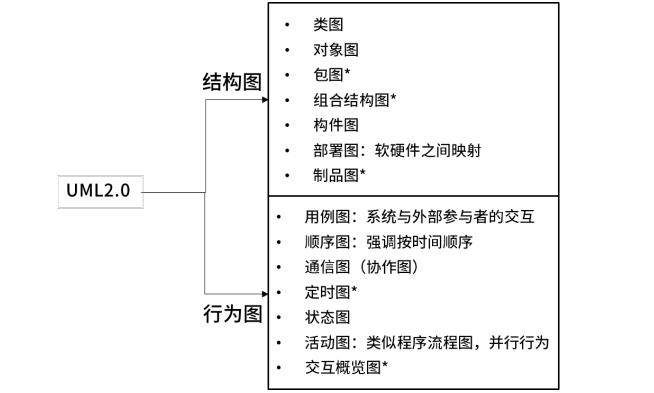 结构图
• 类图
• 对象图
• 包图*
• 组合结构图*
• 构件图
• 部署图：软硬件之间映射
• 制品图*
UML2.0
行为图
• 用例图：系统与外部参与者的交互
• 顺序图：强调按时间顺序
• 通信图（协作图）
• 定时图*
• 状态图
• 活动图：类似程序流程图，并行行为
• 交互概览图*